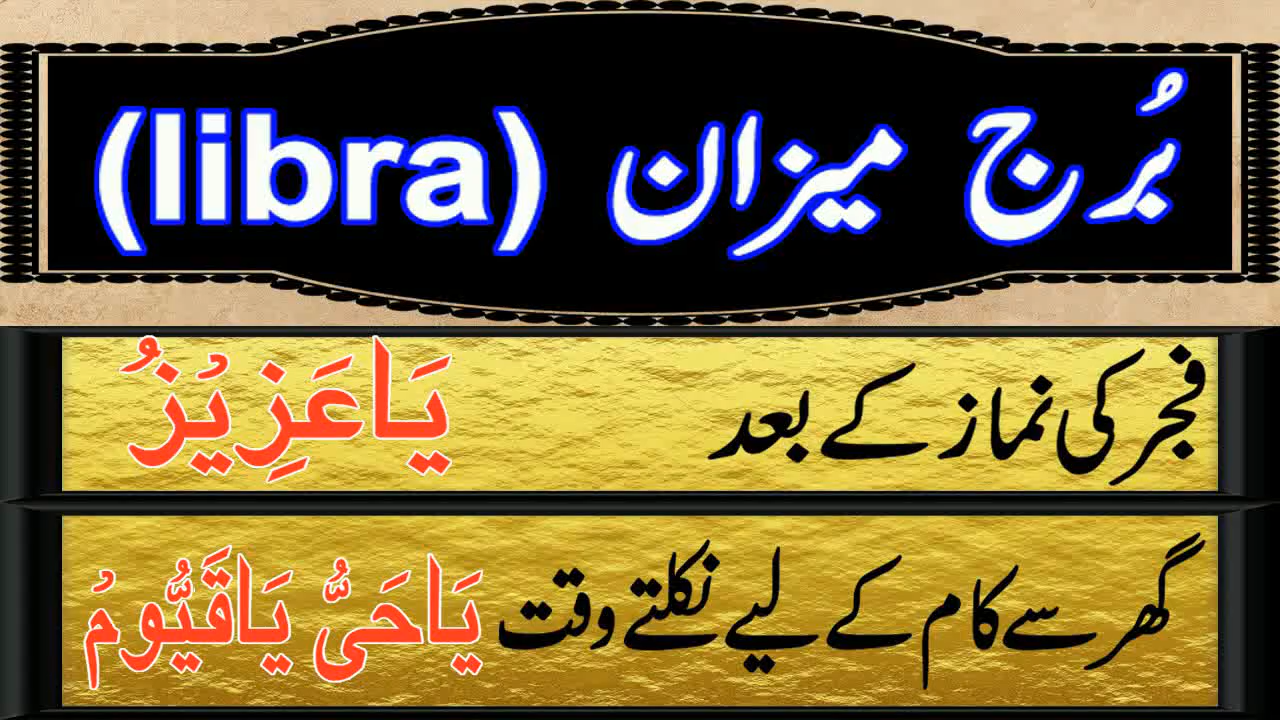 بُرج میزان (libra)
فجر کی نماز کے بعد یَاعَزِیْزُ
گھر سے کام کے لیے نکلتے وقت یَاحَیُّ یَاقَیُّومُ